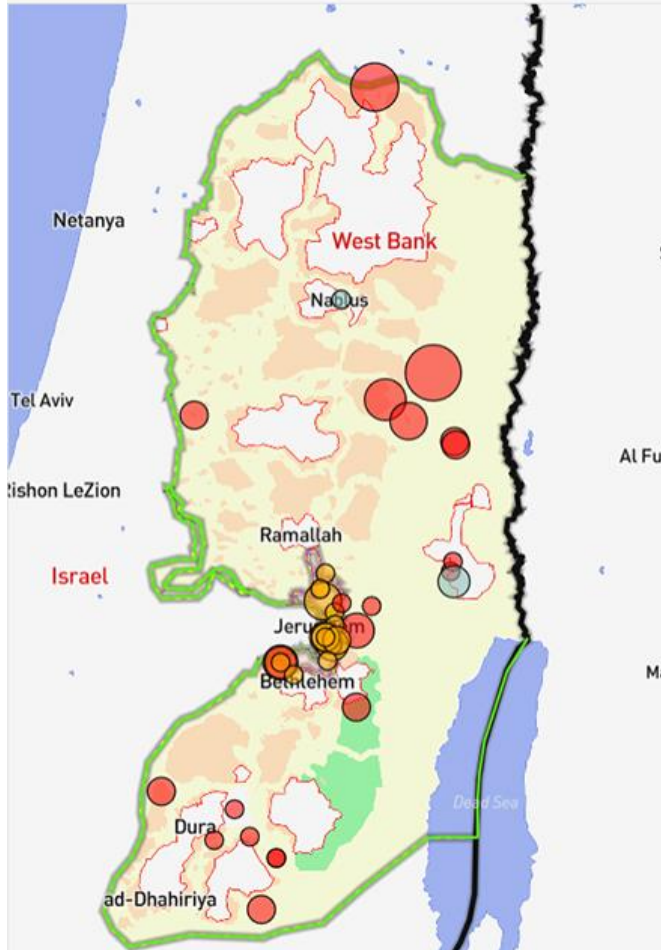 Netanya
West Bank
Nablus
Tel Aviv
Rishon LeZion
Al Fu
Ramallah
Israel
Jerusalem
Bethlehem
Ma
Dead Sea
Dura
ad-Dhahiriya